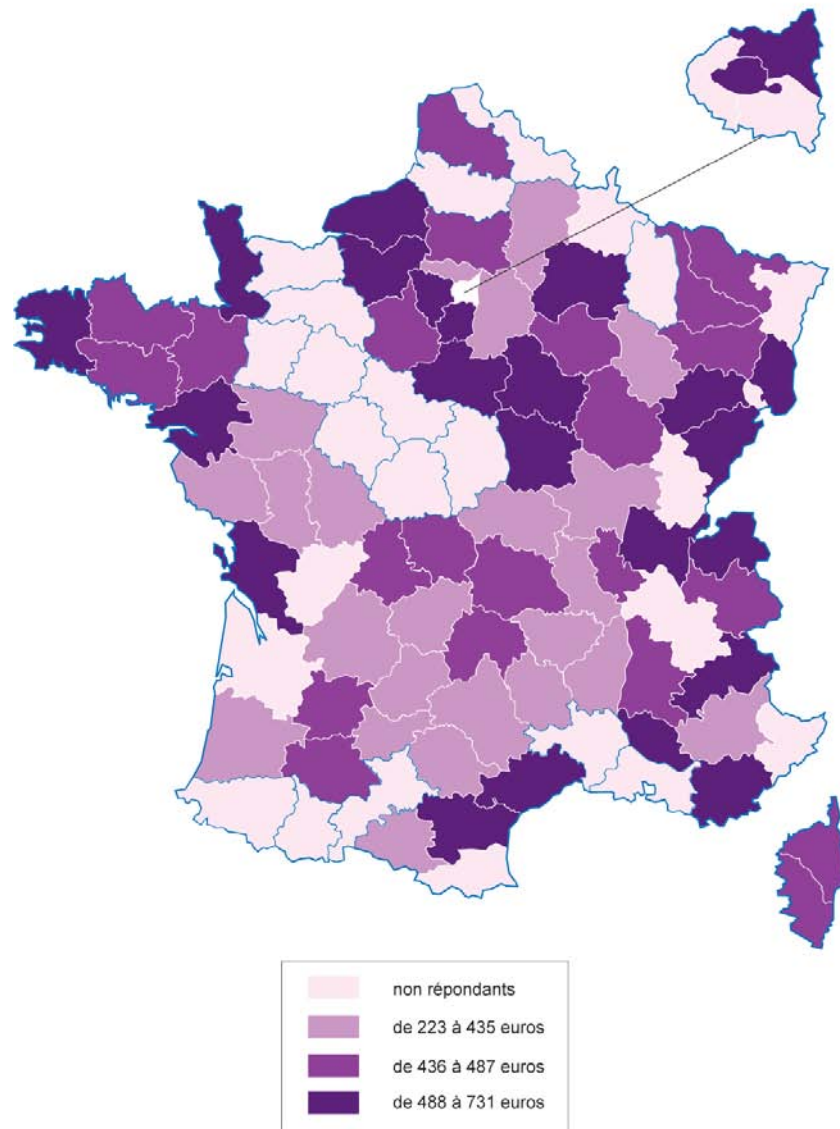 non répondants
de 223 à 435 euros
de 436 à 487 euros
de 488 à 731 euros